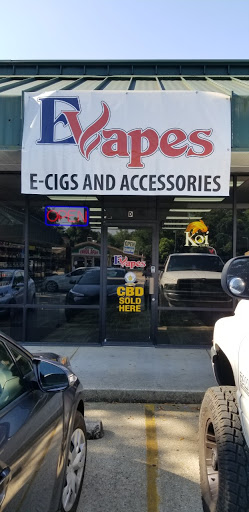 EVapes
E-CIGS AND ACCESSORIES
OPEN
D
Koi
EVapes
CBD
SOLD
HERE